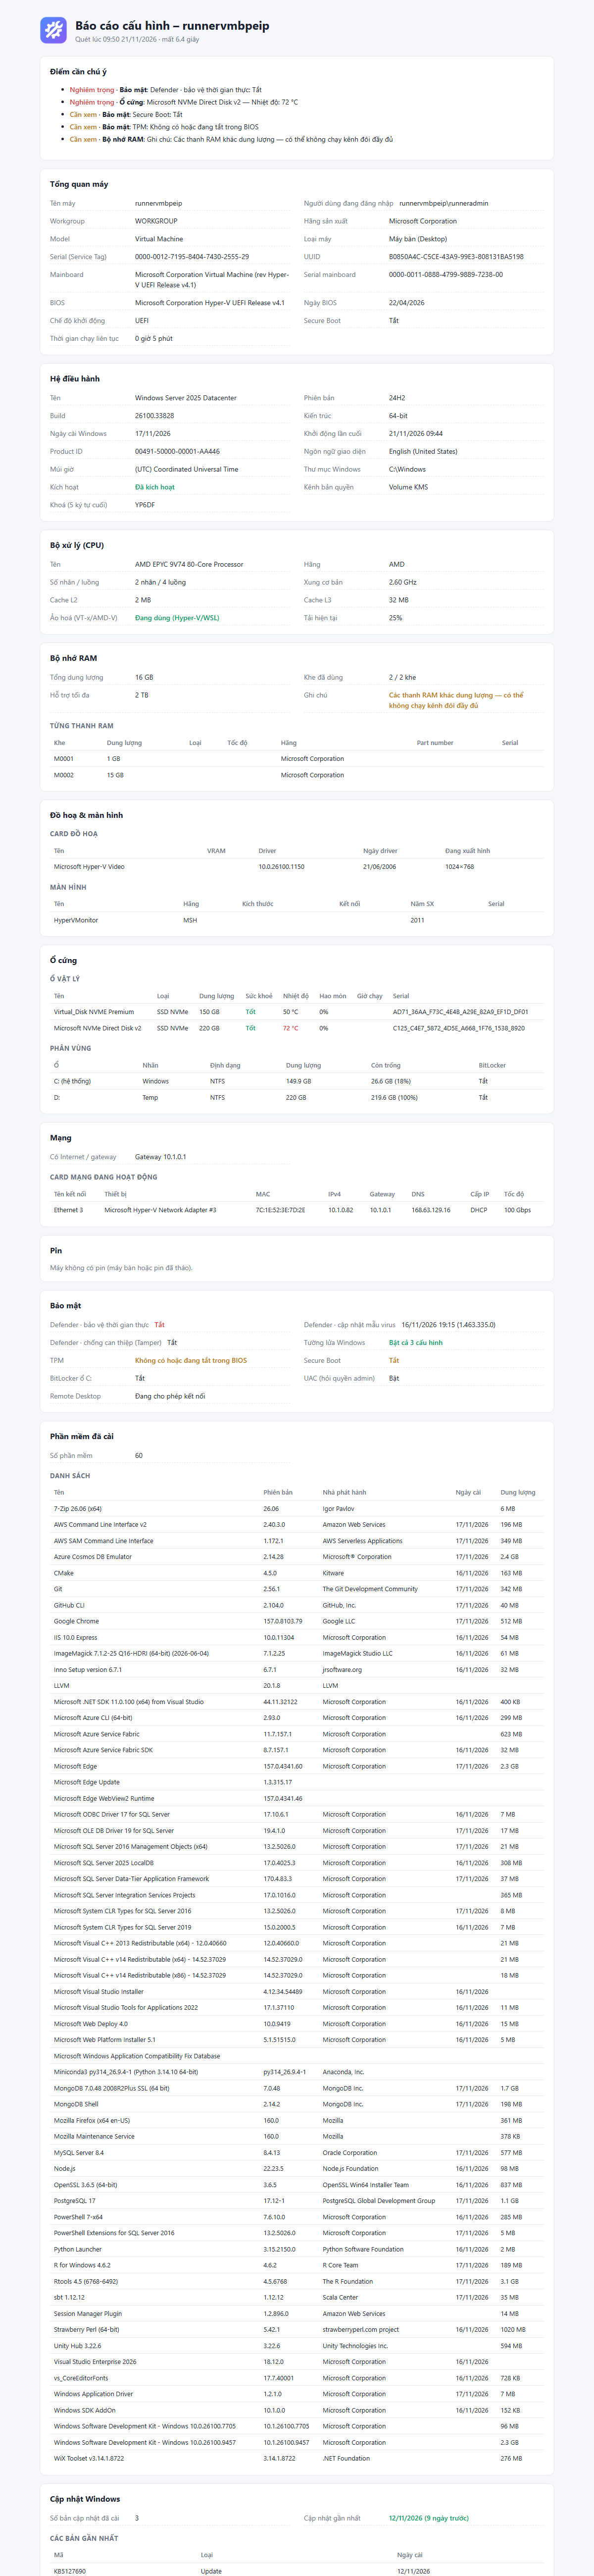 Báo cáo cấu hình – runnervmbpeip
Quét lúc 09:50 21/11/2026 · mất 6.4 giây
Điểm cần chú ý
Nghiêm trọng · Bảo mật: Defender · bảo vệ thời gian thực: Tắt
Nghiêm trọng · Ổ cứng: Microsoft NVMe Direct Disk v2 — Nhiệt độ: 72 °C
Cần xem · Bảo mật: Secure Boot: Tắt
Cần xem · Bảo mật: TPM: Không có hoặc đang tắt trong BIOS
Cần xem · Bộ nhớ RAM: Ghi chú: Các thanh RAM khác dung lượng — có thể không chạy kênh đôi đầy đủ
Tổng quan máy
Tên máy runnervmbpeip Người dùng đang đăng nhập runnervmbpeip\runneradmin
Workgroup WORKGROUP Hãng sản xuất Microsoft Corporation
Model Virtual Machine Loại máy Máy bàn (Desktop)
Serial (Service Tag) 0000-0012-7195-8404-7430-2555-29 UUID B0850A4C-C5CE-43A9-99E3-808131BA5198
Mainboard Microsoft Corporation Virtual Machine (rev Hyper-V UEFI Release v4.1) Serial mainboard 0000-0011-0888-4799-9889-7238-00
BIOS Microsoft Corporation Hyper-V UEFI Release v4.1 Ngày BIOS 22/04/2026
Chế độ khởi động UEFI Secure Boot Tắt
Thời gian chạy liên tục 0 giờ 5 phút
Hệ điều hành
Tên Windows Server 2025 Datacenter Phiên bản 24H2
Build 26100.33828 Kiến trúc 64-bit
Ngày cài Windows 17/11/2026 Khởi động lần cuối 21/11/2026 09:44
Product ID 00491-50000-00001-AA446 Ngôn ngữ giao diện English (United States)
Múi giờ (UTC) Coordinated Universal Time Thư mục Windows C:\Windows
Kích hoạt Đã kích hoạt Kênh bản quyền Volume KMS
Khoá (5 ký tự cuối) YP6DF
Bộ xử lý (CPU)
Tên AMD EPYC 9V74 80-Core Processor Hãng AMD
Số nhân / luồng 2 nhân / 4 luồng Xung cơ bản 2.60 GHz
Cache L2 2 MB Cache L3 32 MB
Ảo hoá (VT-x/AMD-V) Đang dùng (Hyper-V/WSL) Tải hiện tại 25%
Bộ nhớ RAM
Tổng dung lượng 16 GB Khe đã dùng 2 / 2 khe
Hỗ trợ tối đa 2 TB Ghi chú Các thanh RAM khác dung lượng — có thể không chạy kênh đôi đầy đủ
TỪNG THANH RAM
Khe Dung lượng Loại Tốc độ Hãng Part number Serial
M0001 1 GB Microsoft Corporation
M0002 15 GB Microsoft Corporation
Đồ hoạ & màn hình
CARD ĐỒ HOẠ
Tên VRAM Driver Ngày driver Đang xuất hình
Microsoft Hyper-V Video 10.0.26100.1150 21/06/2006 1024×768
MÀN HÌNH
Tên Hãng Kích thước Kết nối Năm SX Serial
HyperVMonitor MSH 2011
Ổ cứng
Ổ VẬT LÝ
Tên Loại Dung lượng Sức khoẻ Nhiệt độ Hao mòn Giờ chạy Serial
Virtual_Disk NVME Premium SSD NVMe 150 GB Tốt 50 °C 0% AD71_36AA_F73C_4E4B_A29E_82A9_EF1D_DF01
Microsoft NVMe Direct Disk v2 SSD NVMe 220 GB Tốt 72 °C 0% C125_C4E7_5872_4D5E_A668_1F76_1538_8920
PHÂN VÙNG
Ổ Nhãn Định dạng Dung lượng Còn trống BitLocker
C: (hệ thống) Windows NTFS 149.9 GB 26.6 GB (18%) Tắt
D: Temp NTFS 220 GB 219.6 GB (100%) Tắt
Mạng
Có Internet / gateway Gateway 10.1.0.1
CARD MẠNG ĐANG HOẠT ĐỘNG
Tên kết nối Thiết bị MAC IPv4 Gateway DNS Cấp IP Tốc độ
Ethernet 3 Microsoft Hyper-V Network Adapter #3 7C:1E:52:3E:7D:2E 10.1.0.82 10.1.0.1 168.63.129.16 DHCP 100 Gbps
Pin
Máy không có pin (máy bàn hoặc pin đã tháo).
Bảo mật
Defender · bảo vệ thời gian thực Tắt Defender · cập nhật mẫu virus 16/11/2026 19:15 (1.463.335.0)
Defender · chống can thiệp (Tamper) Tắt Tường lửa Windows Bật cả 3 cấu hình
TPM Không có hoặc đang tắt trong BIOS Secure Boot Tắt
BitLocker ổ C: Tắt UAC (hỏi quyền admin) Bật
Remote Desktop Đang cho phép kết nối
Phần mềm đã cài
Số phần mềm 60
DANH SÁCH
Tên Phiên bản Nhà phát hành Ngày cài Dung lượng
7-Zip 26.06 (x64) 26.06 Igor Pavlov 6 MB
AWS Command Line Interface v2 2.40.3.0 Amazon Web Services 17/11/2026 196 MB
AWS SAM Command Line Interface 1.172.1 AWS Serverless Applications 17/11/2026 349 MB
Azure Cosmos DB Emulator 2.14.28 Microsoft® Corporation 17/11/2026 2.4 GB
CMake 4.5.0 Kitware 16/11/2026 163 MB
Git 2.56.1 The Git Development Community 17/11/2026 342 MB
GitHub CLI 2.104.0 GitHub, Inc. 17/11/2026 40 MB
Google Chrome 157.0.8103.79 Google LLC 17/11/2026 512 MB
IIS 10.0 Express 10.0.11304 Microsoft Corporation 16/11/2026 54 MB
ImageMagick 7.1.2-25 Q16-HDRI (64-bit) (2026-06-04) 7.1.2.25 ImageMagick Studio LLC 16/11/2026 61 MB
Inno Setup version 6.7.1 6.7.1 jrsoftware.org 16/11/2026 32 MB
LLVM 20.1.8 LLVM
Microsoft .NET SDK 11.0.100 (x64) from Visual Studio 44.11.32122 Microsoft Corporation 16/11/2026 400 KB
Microsoft Azure CLI (64-bit) 2.93.0 Microsoft Corporation 16/11/2026 299 MB
Microsoft Azure Service Fabric 11.7.157.1 Microsoft Corporation 623 MB
Microsoft Azure Service Fabric SDK 8.7.157.1 Microsoft Corporation 16/11/2026 32 MB
Microsoft Edge 157.0.4341.60 Microsoft Corporation 17/11/2026 2.3 GB
Microsoft Edge Update 1.3.315.17
Microsoft Edge WebView2 Runtime 157.0.4341.46
Microsoft ODBC Driver 17 for SQL Server 17.10.6.1 Microsoft Corporation 16/11/2026 7 MB
Microsoft OLE DB Driver 19 for SQL Server 19.4.1.0 Microsoft Corporation 17/11/2026 17 MB
Microsoft SQL Server 2016 Management Objects (x64) 13.2.5026.0 Microsoft Corporation 17/11/2026 21 MB
Microsoft SQL Server 2025 LocalDB 17.0.4025.3 Microsoft Corporation 16/11/2026 308 MB
Microsoft SQL Server Data-Tier Application Framework 170.4.83.3 Microsoft Corporation 17/11/2026 37 MB
Microsoft SQL Server Integration Services Projects 17.0.1016.0 Microsoft Corporation 365 MB
Microsoft System CLR Types for SQL Server 2016 13.2.5026.0 Microsoft Corporation 17/11/2026 8 MB
Microsoft System CLR Types for SQL Server 2019 15.0.2000.5 Microsoft Corporation 16/11/2026 7 MB
Microsoft Visual C++ 2013 Redistributable (x64) - 12.0.40660 12.0.40660.0 Microsoft Corporation 21 MB
Microsoft Visual C++ v14 Redistributable (x64) - 14.52.37029 14.52.37029.0 Microsoft Corporation 21 MB
Microsoft Visual C++ v14 Redistributable (x86) - 14.52.37029 14.52.37029.0 Microsoft Corporation 18 MB
Microsoft Visual Studio Installer 4.12.34.54489 Microsoft Corporation 16/11/2026
Microsoft Visual Studio Tools for Applications 2022 17.1.37110 Microsoft Corporation 16/11/2026 11 MB
Microsoft Web Deploy 4.0 10.0.9419 Microsoft Corporation 16/11/2026 15 MB
Microsoft Web Platform Installer 5.1 5.1.51515.0 Microsoft Corporation 16/11/2026 5 MB
Microsoft Windows Application Compatibility Fix Database
Miniconda3 py314_26.9.4-1 (Python 3.14.10 64-bit) py314_26.9.4-1 Anaconda, Inc.
MongoDB 7.0.48 2008R2Plus SSL (64 bit) 7.0.48 MongoDB Inc. 17/11/2026 1.7 GB
MongoDB Shell 2.14.2 MongoDB Inc. 17/11/2026 198 MB
Mozilla Firefox (x64 en-US) 160.0 Mozilla 361 MB
Mozilla Maintenance Service 160.0 Mozilla 378 KB
MySQL Server 8.4 8.4.13 Oracle Corporation 17/11/2026 577 MB
Node.js 22.23.5 Node.js Foundation 16/11/2026 98 MB
OpenSSL 3.6.5 (64-bit) 3.6.5 OpenSSL Win64 Installer Team 16/11/2026 837 MB
PostgreSQL 17 17.12-1 PostgreSQL Global Development Group 17/11/2026 1.1 GB
PowerShell 7-x64 7.6.10.0 Microsoft Corporation 16/11/2026 285 MB
PowerShell Extensions for SQL Server 2016 13.2.5026.0 Microsoft Corporation 17/11/2026 5 MB
Python Launcher 3.15.2150.0 Python Software Foundation 16/11/2026 2 MB
R for Windows 4.6.2 4.6.2 R Core Team 17/11/2026 189 MB
Rtools 4.5 (6768-6492) 4.5.6768 The R Foundation 17/11/2026 3.1 GB
sbt 1.12.12 1.12.12 Scala Center 17/11/2026 35 MB
Session Manager Plugin 1.2.896.0 Amazon Web Services 14 MB
Strawberry Perl (64-bit) 5.42.1 strawberryperl.com project 16/11/2026 1020 MB
Unity Hub 3.22.6 3.22.6 Unity Technologies Inc. 594 MB
Visual Studio Enterprise 2026 18.12.0 Microsoft Corporation 16/11/2026
vs_CoreEditorFonts 17.7.40001 Microsoft Corporation 16/11/2026 728 KB
Windows Application Driver 1.2.1.0 Microsoft Corporation 17/11/2026 7 MB
Windows SDK AddOn 10.1.0.0 Microsoft Corporation 16/11/2026 152 KB
Windows Software Development Kit - Windows 10.0.26100.7705 10.1.26100.7705 Microsoft Corporation 96 MB
Windows Software Development Kit - Windows 10.0.26100.9457 10.1.26100.9457 Microsoft Corporation 2.3 GB
WiX Toolset v3.14.1.8722 3.14.1.8722 .NET Foundation 276 MB
Cập nhật Windows
Số bản cập nhật đã cài 3 Cập nhật gần nhất 12/11/2026 (9 ngày trước)
CÁC BẢN GẦN NHẤT
Mã Loại Ngày cài
KB5127690 Update 12/11/2026